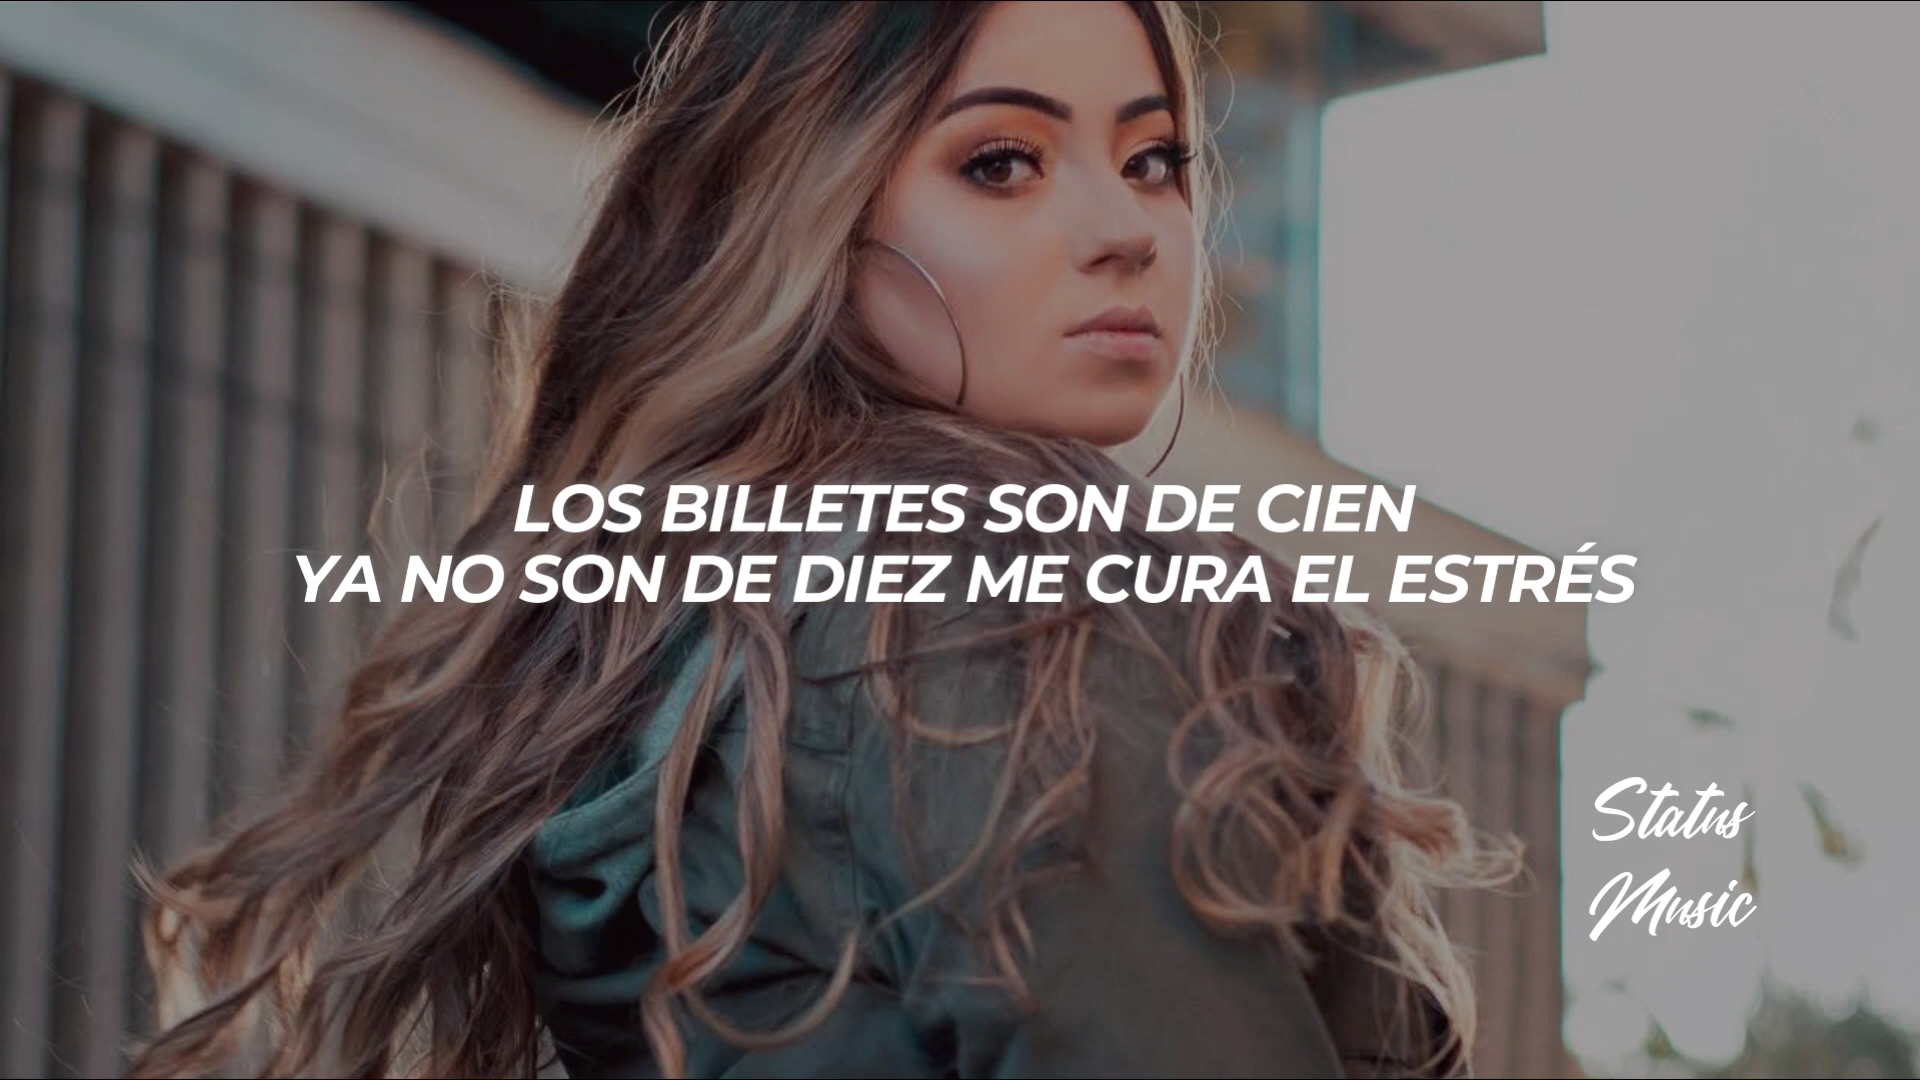 LOS BILLETES SON DE CIEN
YA NO SON DE DIEZ ME CURA EL ESTRÉS
Status
Music